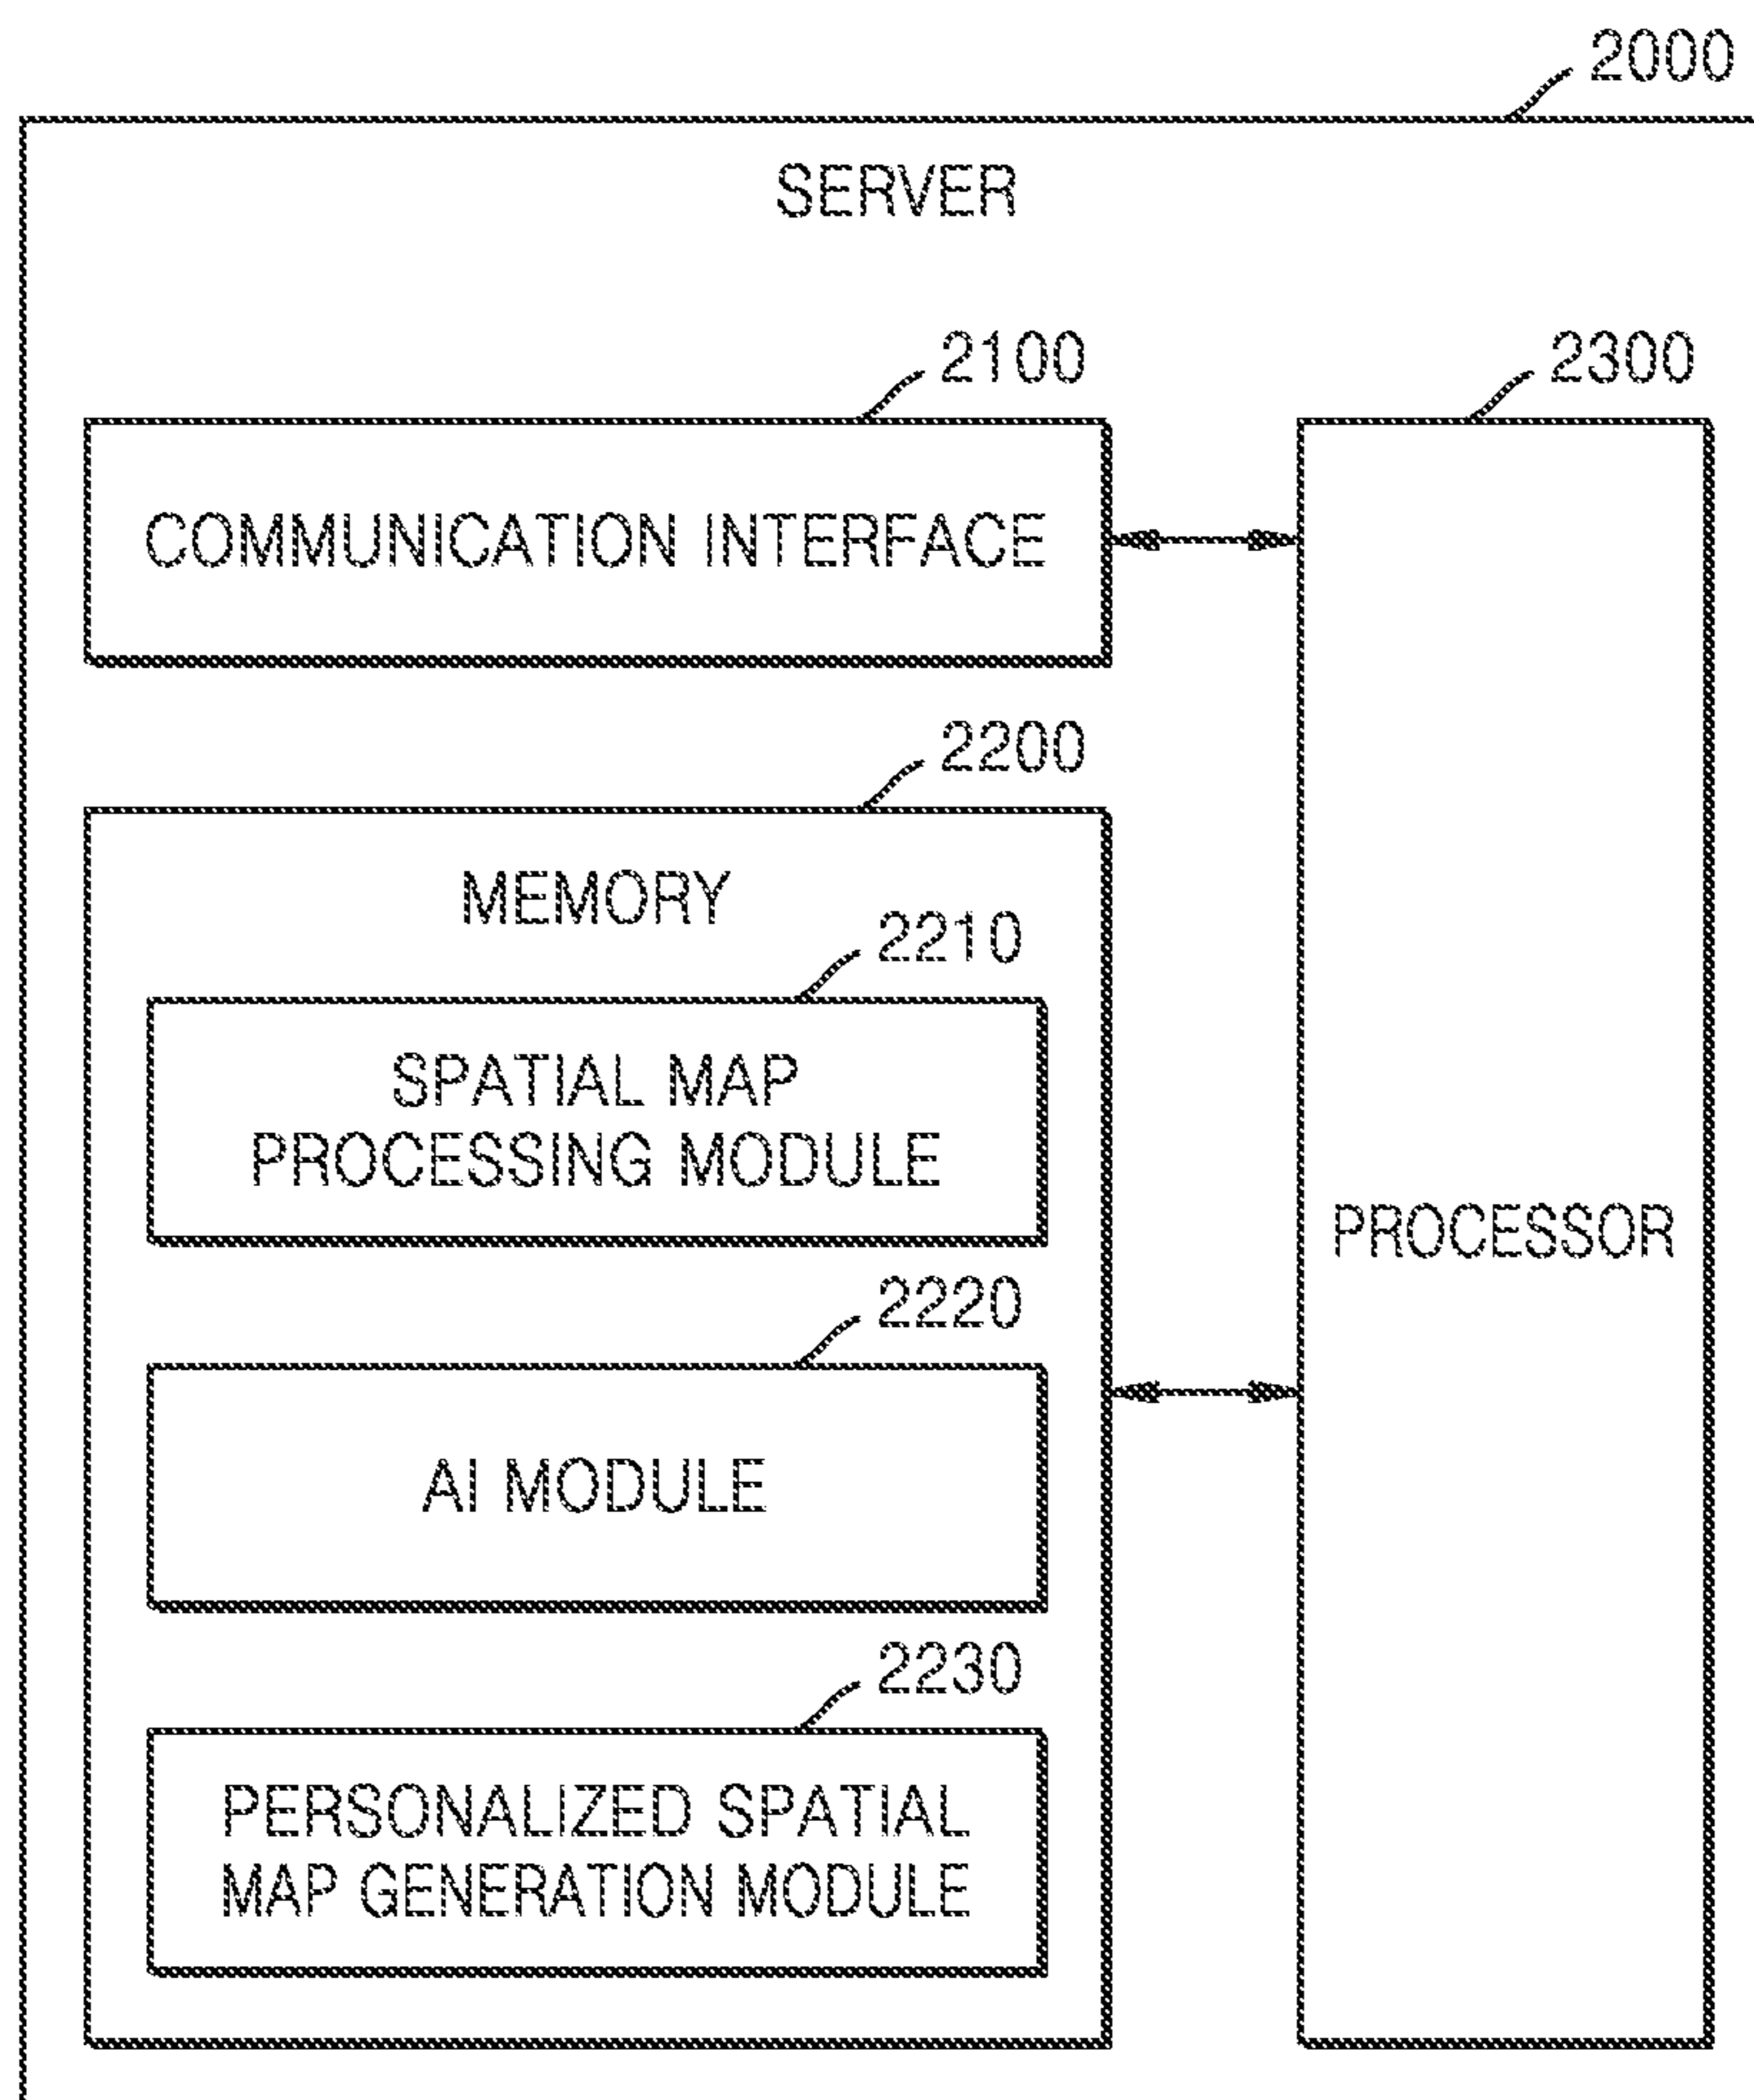 2000
SERVER
2100
2300
COMMUNICATION INTERFACE
2200
MEMORY
2210
SPATIAL MAP
PROCESSING MODULE
PROCESSOR
2220
AI MODULE
2230
PERSONALIZED SPATIAL
MAP GENERATION MODULE